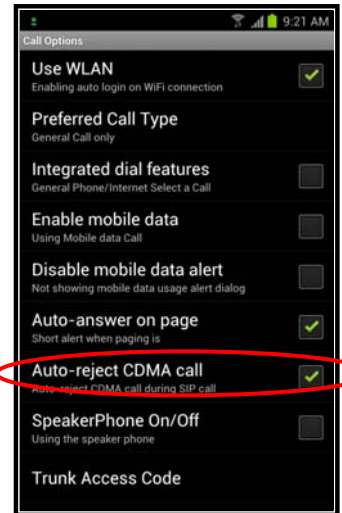 9:21 AM
Call Options
Use WLAN
Enabling auto login on WiFi connection
Preferred Call Type
General Call only
Integrated dial features
General Phone/Internet Select a Call
Enable mobile data
Using Mobile data Call
Disable mobile data alert
Not showing mobile data usage alert dialog
Auto-answer on page
Short alert when paging is
Auto-reject CDMA call
Auto-reject CDMA call during SIP call
SpeakerPhone On/Off
Using the speaker phone
Trunk Access Code